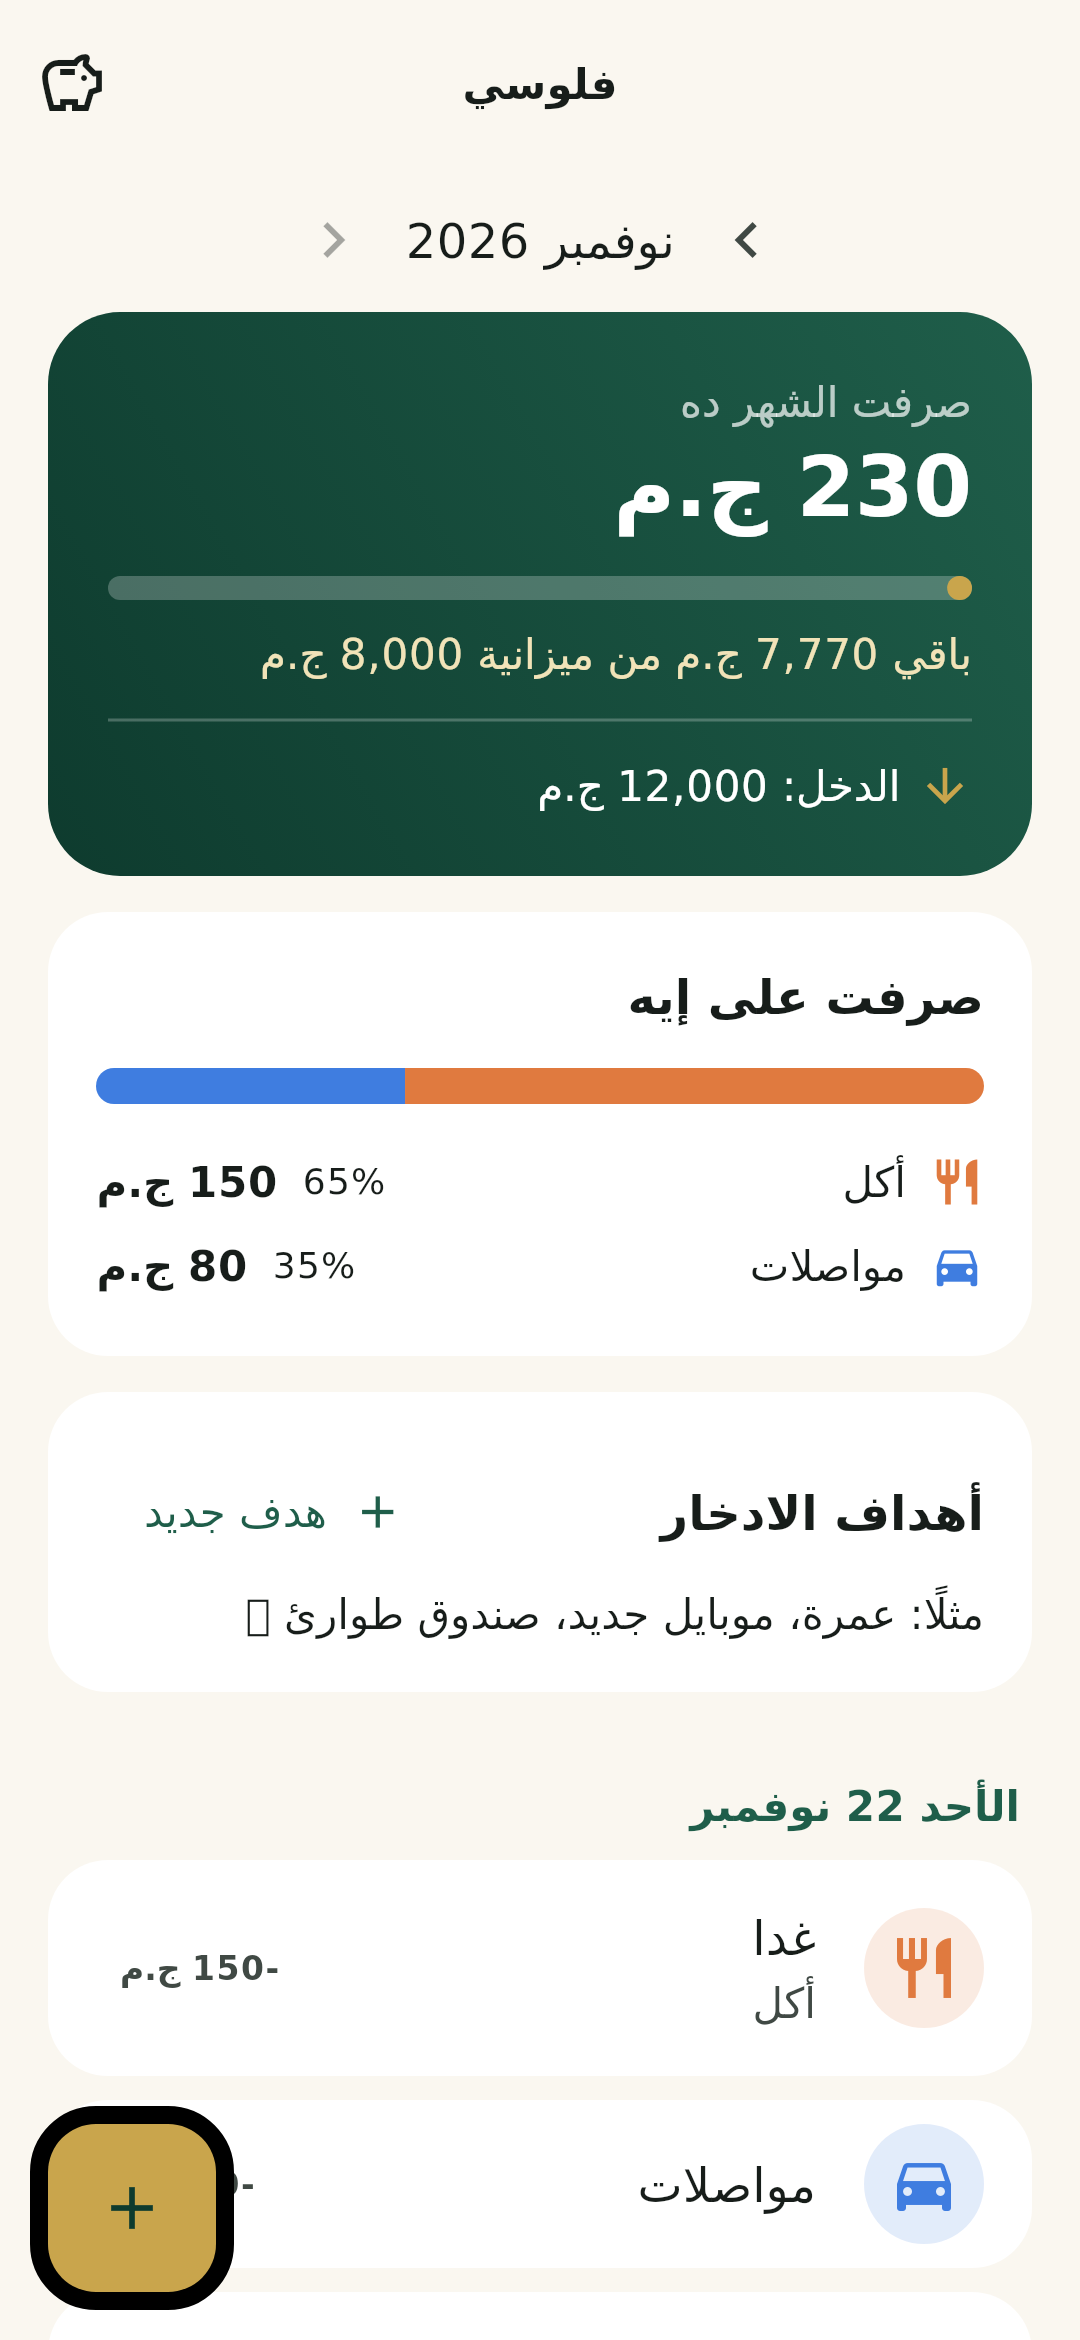 فلوسي
نوفمبر 2026
صرفت الشهر ده
230 ج.م
باقي 7,770 ج.م من ميزانية 8,000 ج.م
الدخل: 12,000 ج.م
صرفت على إيه
أكل 65% 150 ج.م
مواصلات 35% 80 ج.م
أهداف الادخار
+ هدف جديد
مثلًا: عمرة، موبايل جديد، صندوق طوارئ
الأحد 22 نوفمبر
غدا
أكل
-150 ج.م
مواصلات